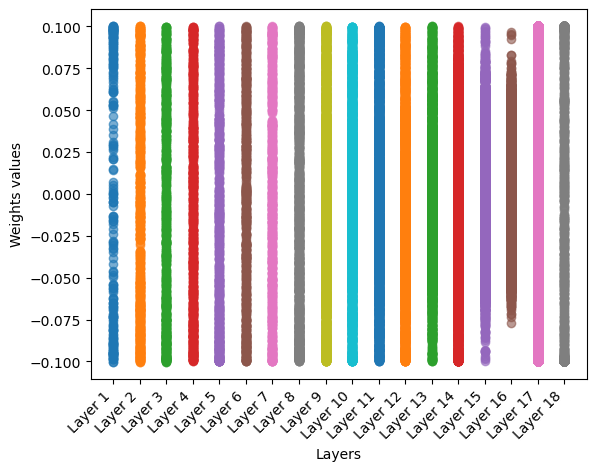 0.100
0.075
0.050
0.025
0.000
−0.025
−0.050
−0.075
−0.100
Weights values
Layer 1
Layer 2
Layer 3
Layer 4
Layer 5
Layer 6
Layer 7
Layer 8
Layer 9
Layer 10
Layer 11
Layer 12
Layer 13
Layer 14
Layer 15
Layer 16
Layer 17
Layer 18
Layers